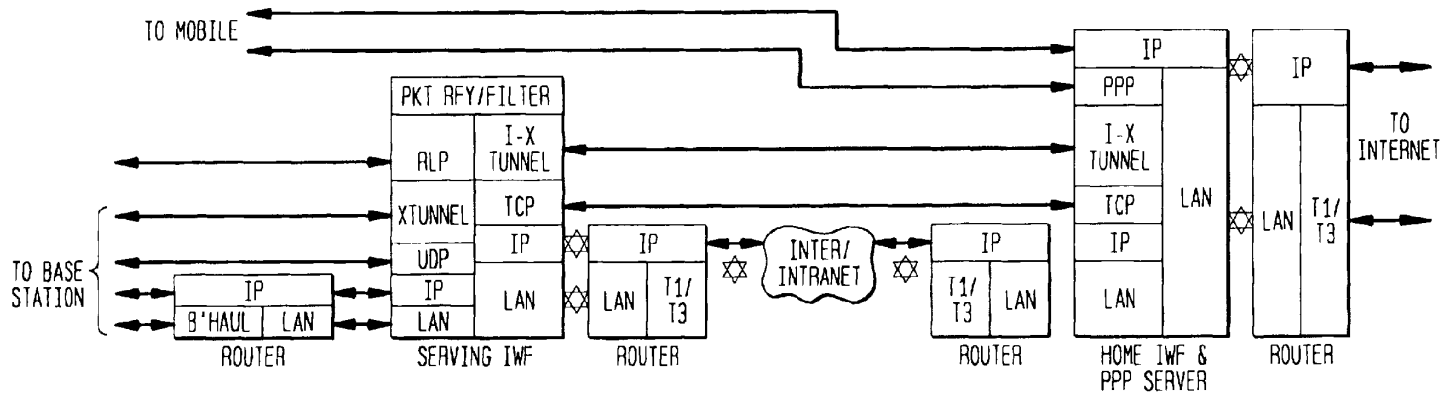 TO MOBILE
PKT RFY/FILTER
RLP
I-X
TUNNEL
XTUNNEL
TCP
UDP
IP
IP
LAN
LAN
SERVING IWF
TO BASE
STATION
IP
B'HAUL
LAN
ROUTER
IP
LAN
T1/
T3
ROUTER
INTER/
INTRANET
IP
T1/
T3
LAN
ROUTER
IP
PPP
I-X
TUNNEL
TCP
IP
LAN
LAN
HOME IWF &
PPP SERVER
IP
LAN
T1/
T3
ROUTER
TO
INTERNET